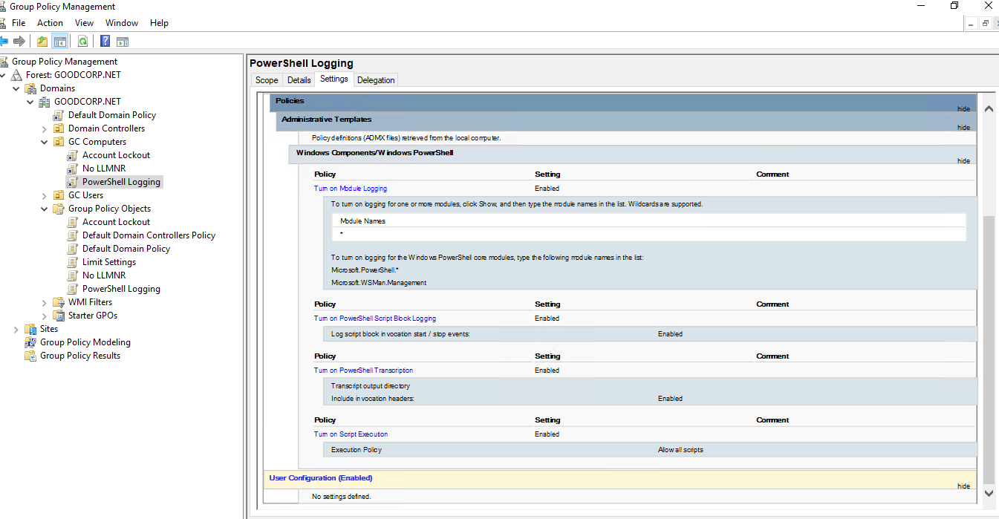 Group Policy Management
File Action View Window Help
Group Policy Management
Forest: GOODCORP.NET
Domains
GOODCORP.NET
Default Domain Policy
Domain Controllers
GC Computers
Account Lockout
No LLMNR
PowerShell Logging
GC Users
Group Policy Objects
Account Lockout
Default Domain Controllers Policy
Default Domain Policy
Limit Settings
No LLMNR
PowerShell Logging
WMI Filters
Starter GPOs
Sites
Group Policy Modeling
Group Policy Results
PowerShell Logging
Scope Details Settings Delegation
Policies
hide
Administrative Templates
hide
Policy definitions (ADMX files) retrieved from the local computer.
Windows Components/Windows PowerShell
hide
Policy Setting Comment
Turn on Module Logging Enabled
To turn on logging for one or more modules, click Show, and then type the module names in the list. Wildcards are supported.
Module Names
*
To turn on logging for the Windows PowerShell core modules, type the following module names in the list:
Microsoft.PowerShell.*
Microsoft.WSMan.Management
Policy Setting Comment
Turn on PowerShell Script Block Logging Enabled
Log script block invocation start / stop events: Enabled
Policy Setting Comment
Turn on PowerShell Transcription Enabled
Transcript output directory
Include invocation headers: Enabled
Policy Setting Comment
Turn on Script Execution Enabled
Execution Policy Allow all scripts
User Configuration (Enabled)
hide
No settings defined.